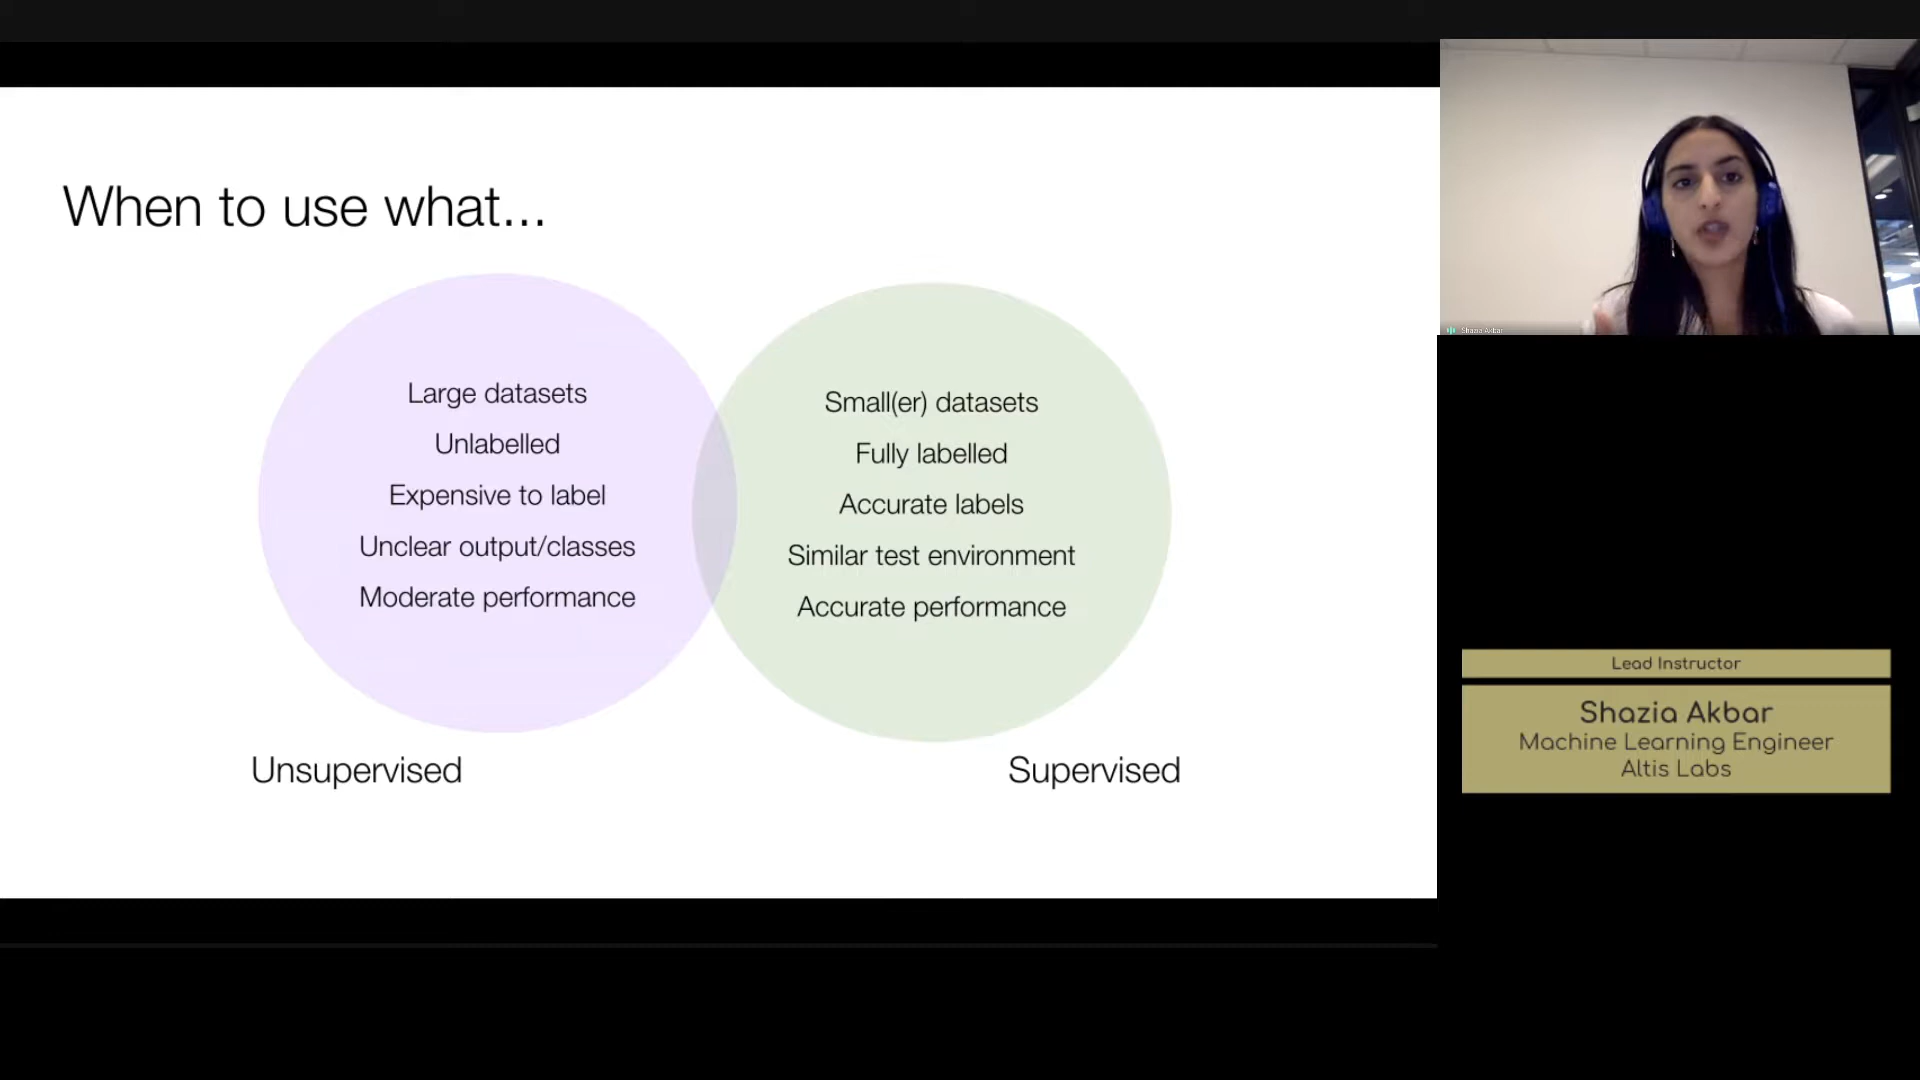 When to use what...
Large datasets
Unlabelled
Expensive to label
Unclear output/classes
Moderate performance
Small(er) datasets
Fully labelled
Accurate labels
Similar test environment
Accurate performance
Unsupervised
Supervised
Shazia Akbar
Lead Instructor
Shazia Akbar
Machine Learning Engineer
Altis Labs